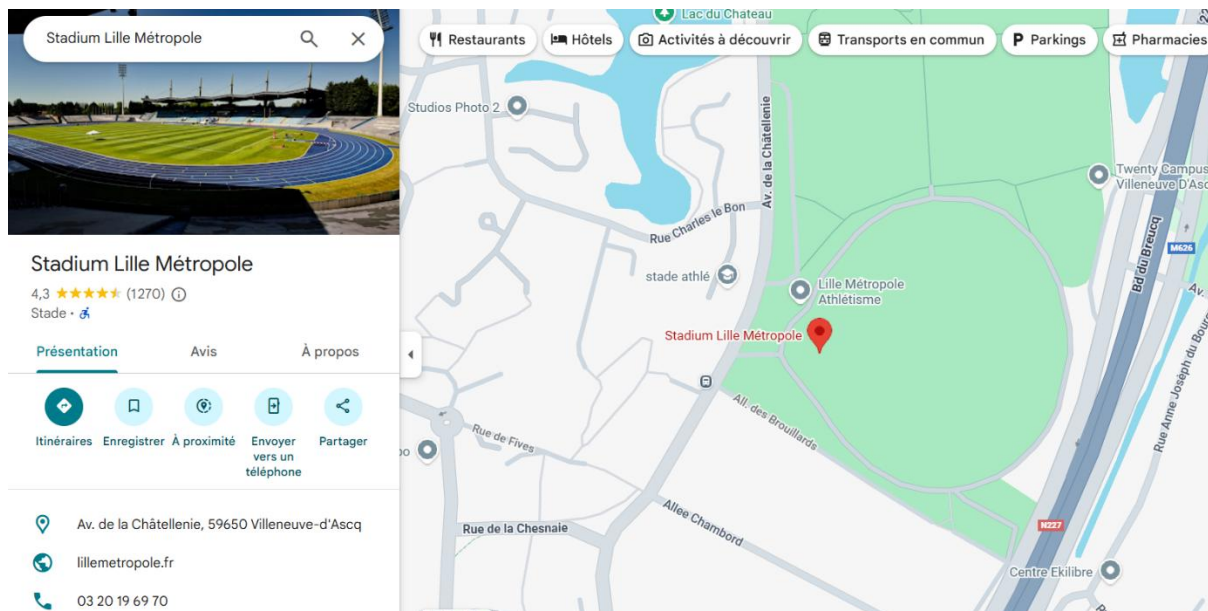 Stadium Lille Métropole
Stadium Lille Métropole
4,3 (1270)
Stade
Présentation
Avis
À propos
Itinéraires
Enregistrer
À proximité
Envoyer
vers un
téléphone
Partager
Av. de la Châtellenie, 59650 Villeneuve-d'Ascq
lillemetropole.fr
03 20 19 69 70
Lac du Chateau
Restaurants
Hôtels
Activités à découvrir
Transports en commun
P Parkings
Pharmacies
Studios Photo 2
Av. de la Châtellenie
Twenty Campus
Villeneuve D'Asc
Rue Charles le Bon
M626
Bd du Breucq
Av.
stade athlé
Lille Métropole
Athlétisme
Stadium Lille Métropole
All. des Brouillards
Rue Anne Josèph du Bourg
Rue de Fives
Allee Chambord
Rue de la Chesnaie
N227
Centre Ekilibre